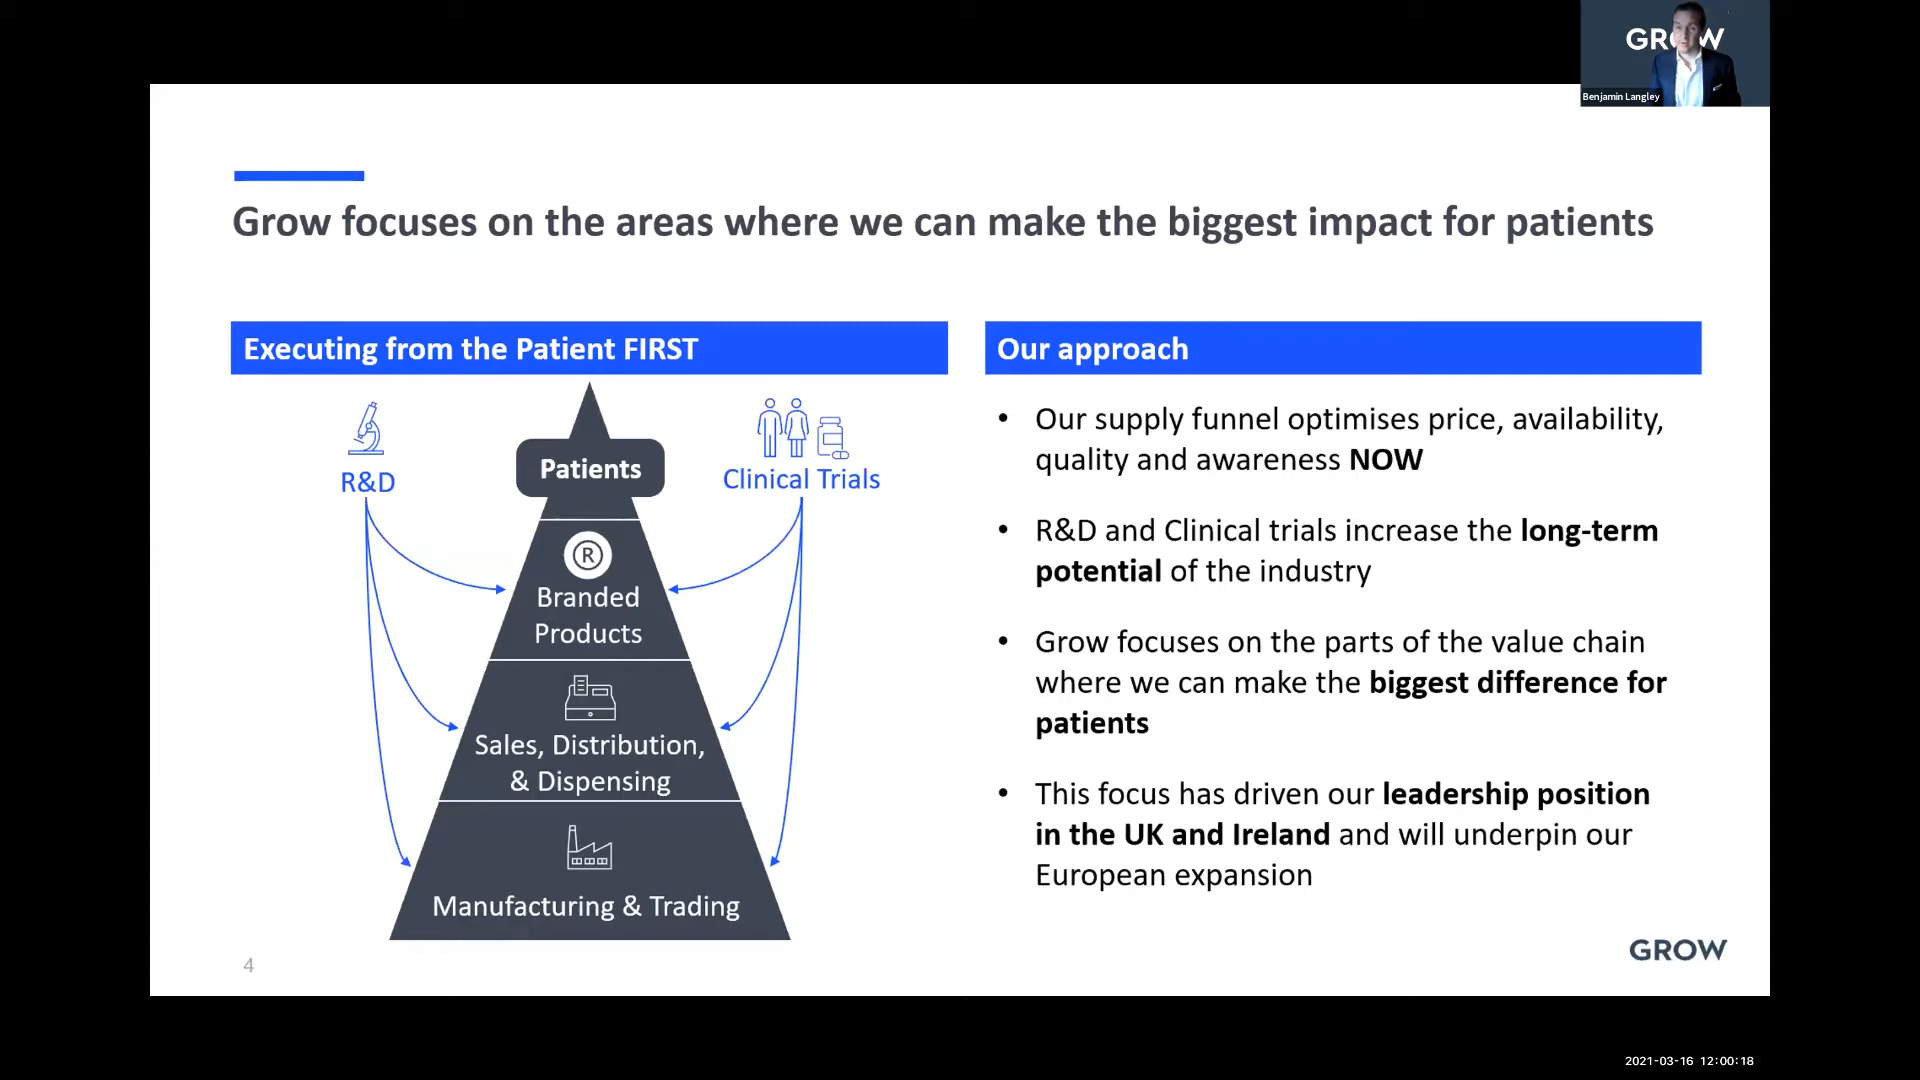 GROW
Benjamin Langley
Grow focuses on the areas where we can make the biggest impact for patients
Executing from the Patient FIRST
R&D
Patients
Clinical Trials
®
Branded
Products
Sales, Distribution,
& Dispensing
Manufacturing & Trading
Our approach
• Our supply funnel optimises price, availability,
quality and awareness NOW
• R&D and Clinical trials increase the long-term
potential of the industry
• Grow focuses on the parts of the value chain
where we can make the biggest difference for
patients
• This focus has driven our leadership position
in the UK and Ireland and will underpin our
European expansion
4
GROW
2021-03-16 12:00:18